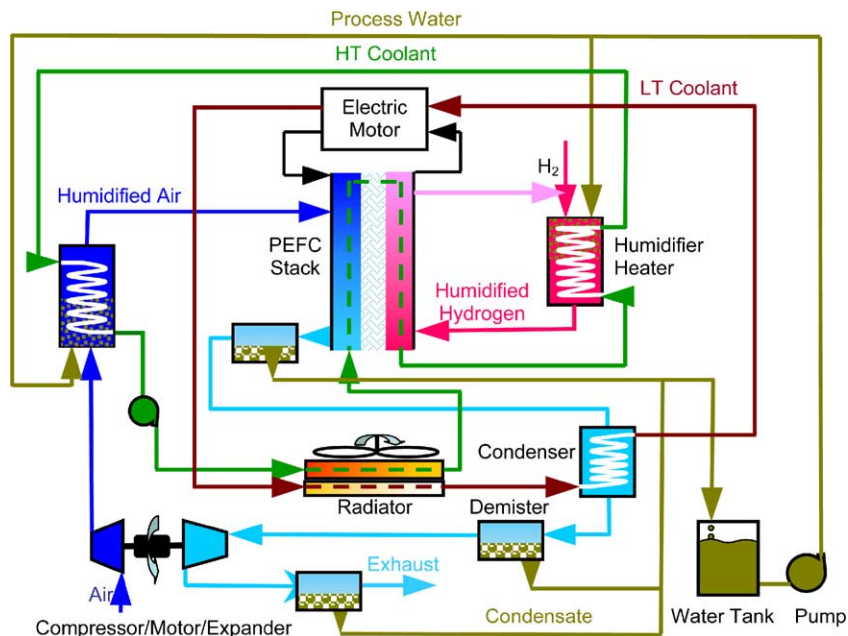 Process Water
HT Coolant
LT Coolant
Electric
Motor
H2
Humidified Air
PEFC
Stack
Humidifier
Heater
Humidified
Hydrogen
Condenser
Radiator
Demister
Exhaust
Air
Condensate
Water Tank
Pump
Compressor/Motor/Expander